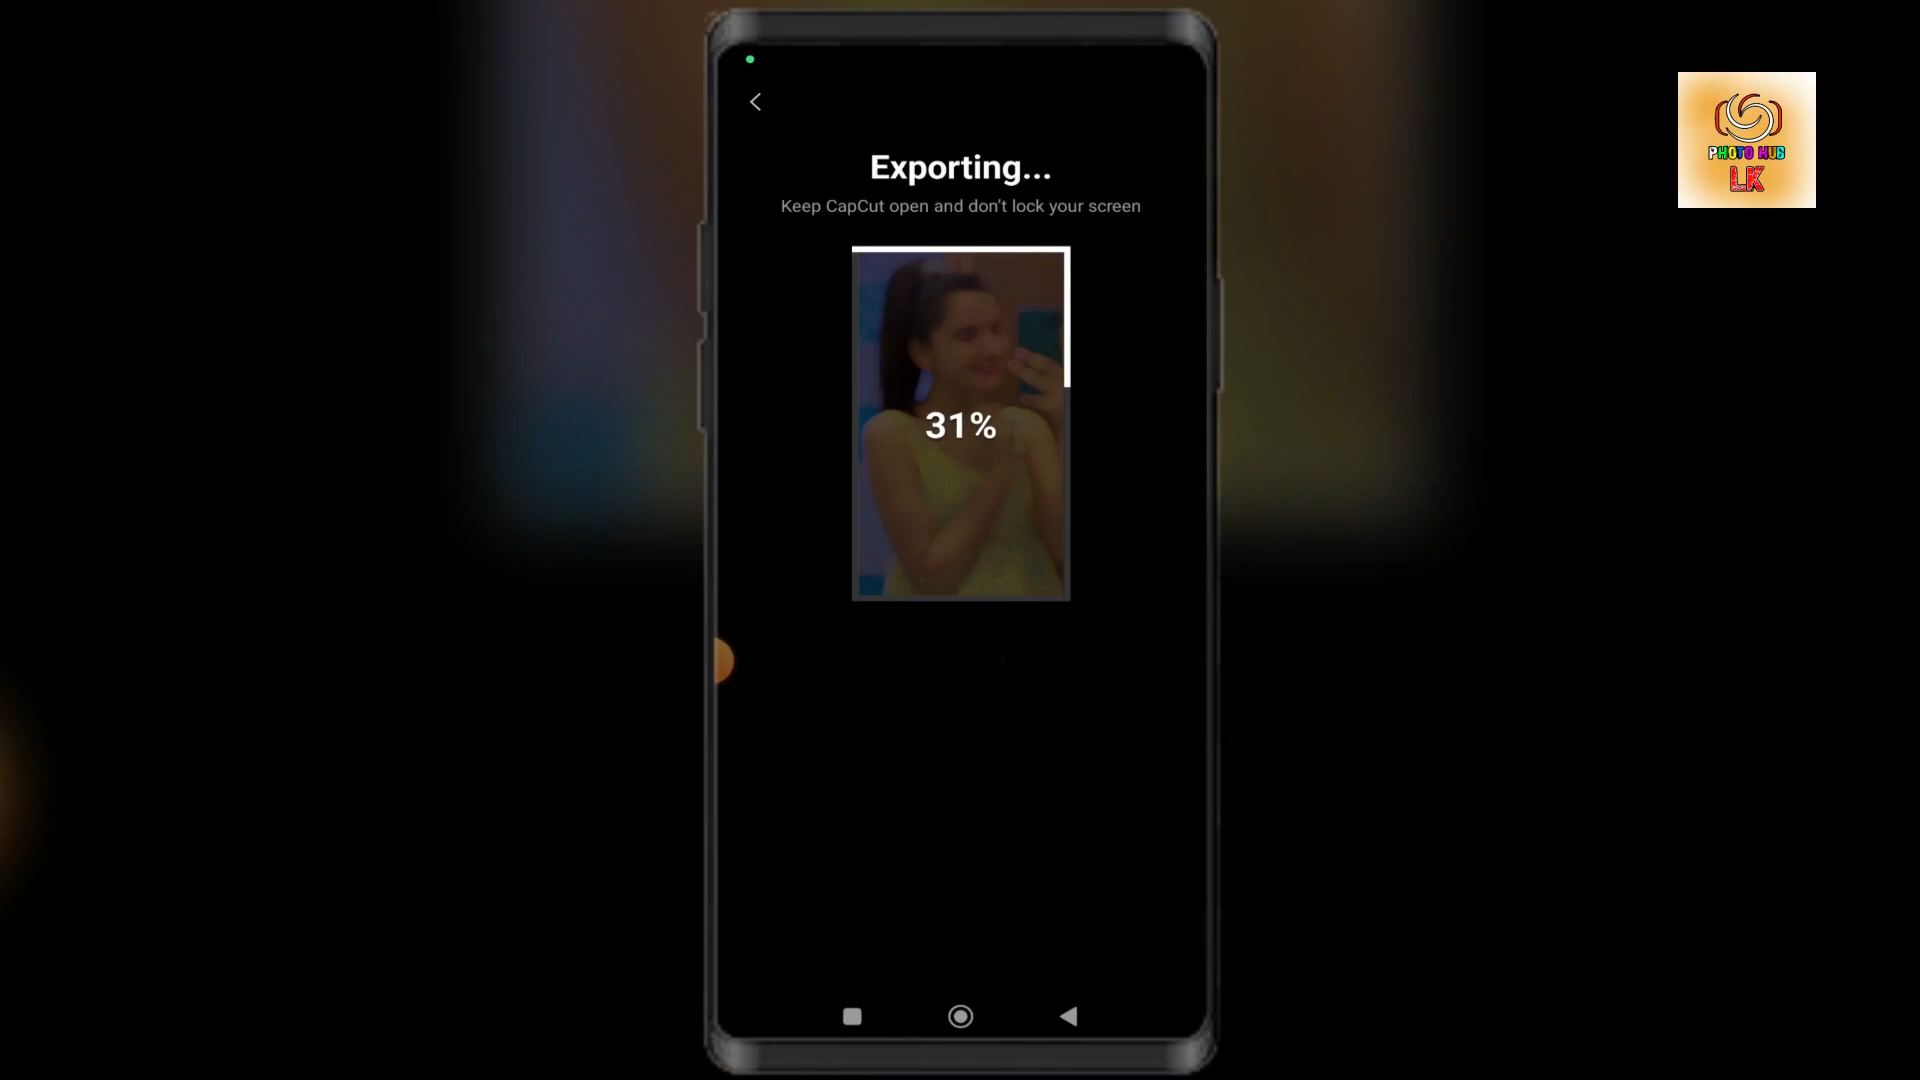 Exporting...
Keep CapCut open and don't lock your screen
31%
PHOTO HUB
LK